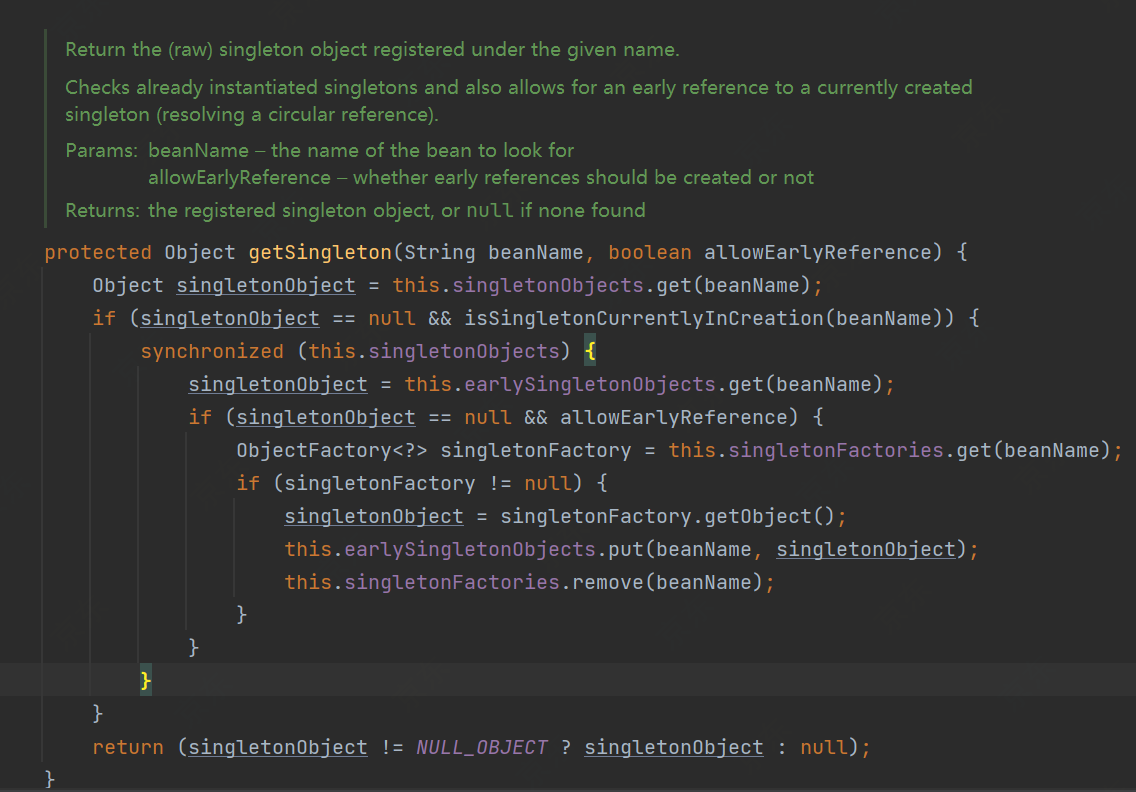 Return the (raw) singleton object registered under the given name.
Checks already instantiated singletons and also allows for an early reference to a currently created
singleton (resolving a circular reference).
Params: beanName – the name of the bean to look for
allowEarlyReference – whether early references should be created or not
Returns: the registered singleton object, or null if none found
protected Object getSingleton(String beanName, boolean allowEarlyReference) {
    Object singletonObject = this.singletonObjects.get(beanName);
    if (singletonObject == null && isSingletonCurrentlyInCreation(beanName)) {
        synchronized (this.singletonObjects) {
            singletonObject = this.earlySingletonObjects.get(beanName);
            if (singletonObject == null && allowEarlyReference) {
                ObjectFactory<?> singletonFactory = this.singletonFactories.get(beanName);
                if (singletonFactory != null) {
                    singletonObject = singletonFactory.getObject();
                    this.earlySingletonObjects.put(beanName, singletonObject);
                    this.singletonFactories.remove(beanName);
                }
            }
        }
    }
    return (singletonObject != NULL_OBJECT ? singletonObject : null);
}